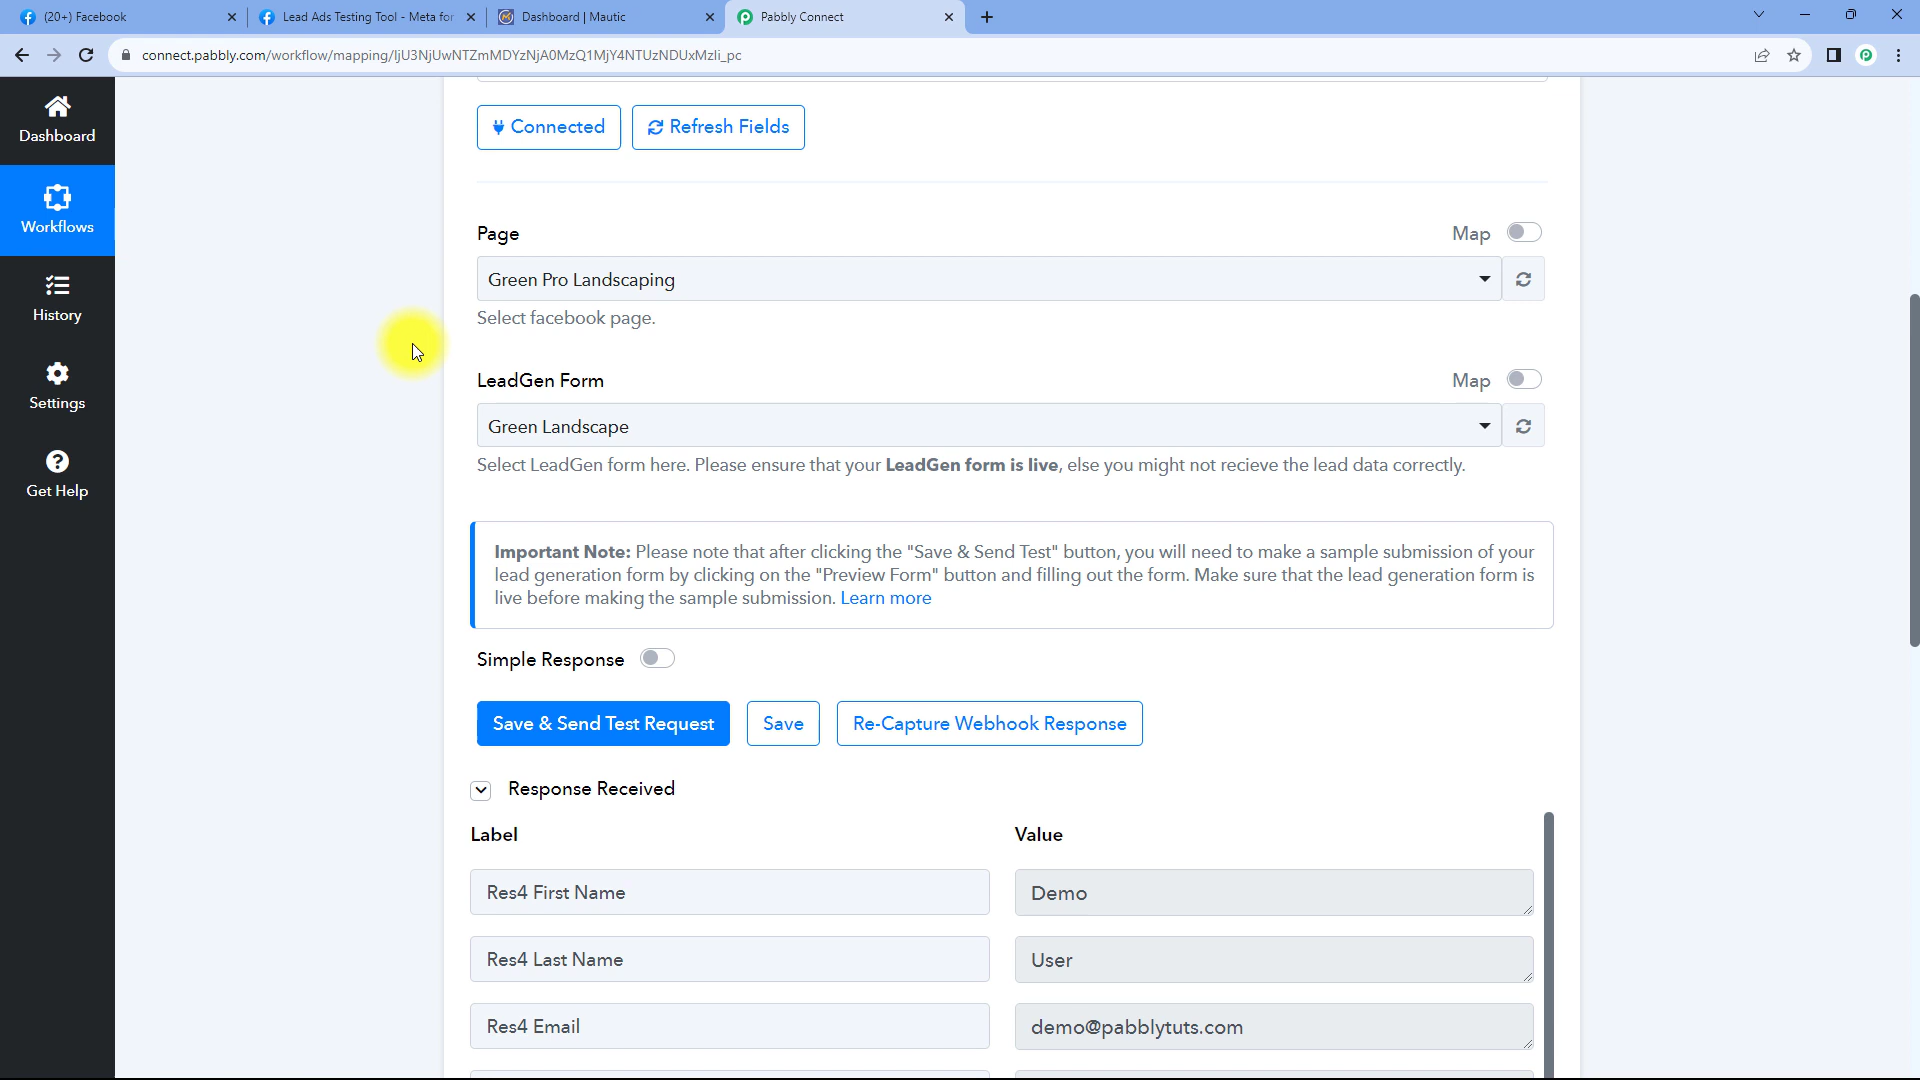 (20+) Facebook
Lead Ads Testing Tool - Meta for
Dashboard | Mautic
Pabbly Connect
connect.pabbly.com/workflow/mapping/IjU3NjUwNTZmMDYzNjA0MzQ1MjY4NTUzNDUxMzIi_pc
Dashboard
Workflows
History
Settings
Get Help
Connected
Refresh Fields
Page
Map
Green Pro Landscaping
Select facebook page.
LeadGen Form
Map
Green Landscape
Select LeadGen form here. Please ensure that your LeadGen form is live, else you might not recieve the lead data correctly.
Important Note: Please note that after clicking the "Save & Send Test" button, you will need to make a sample submission of your
lead generation form by clicking on the "Preview Form" button and filling out the form. Make sure that the lead generation form is
live before making the sample submission. Learn more
Simple Response
Save & Send Test Request
Save
Re-Capture Webhook Response
Response Received
Label
Value
Res4 First Name
Demo
Res4 Last Name
User
Res4 Email
demo@pabblytuts.com